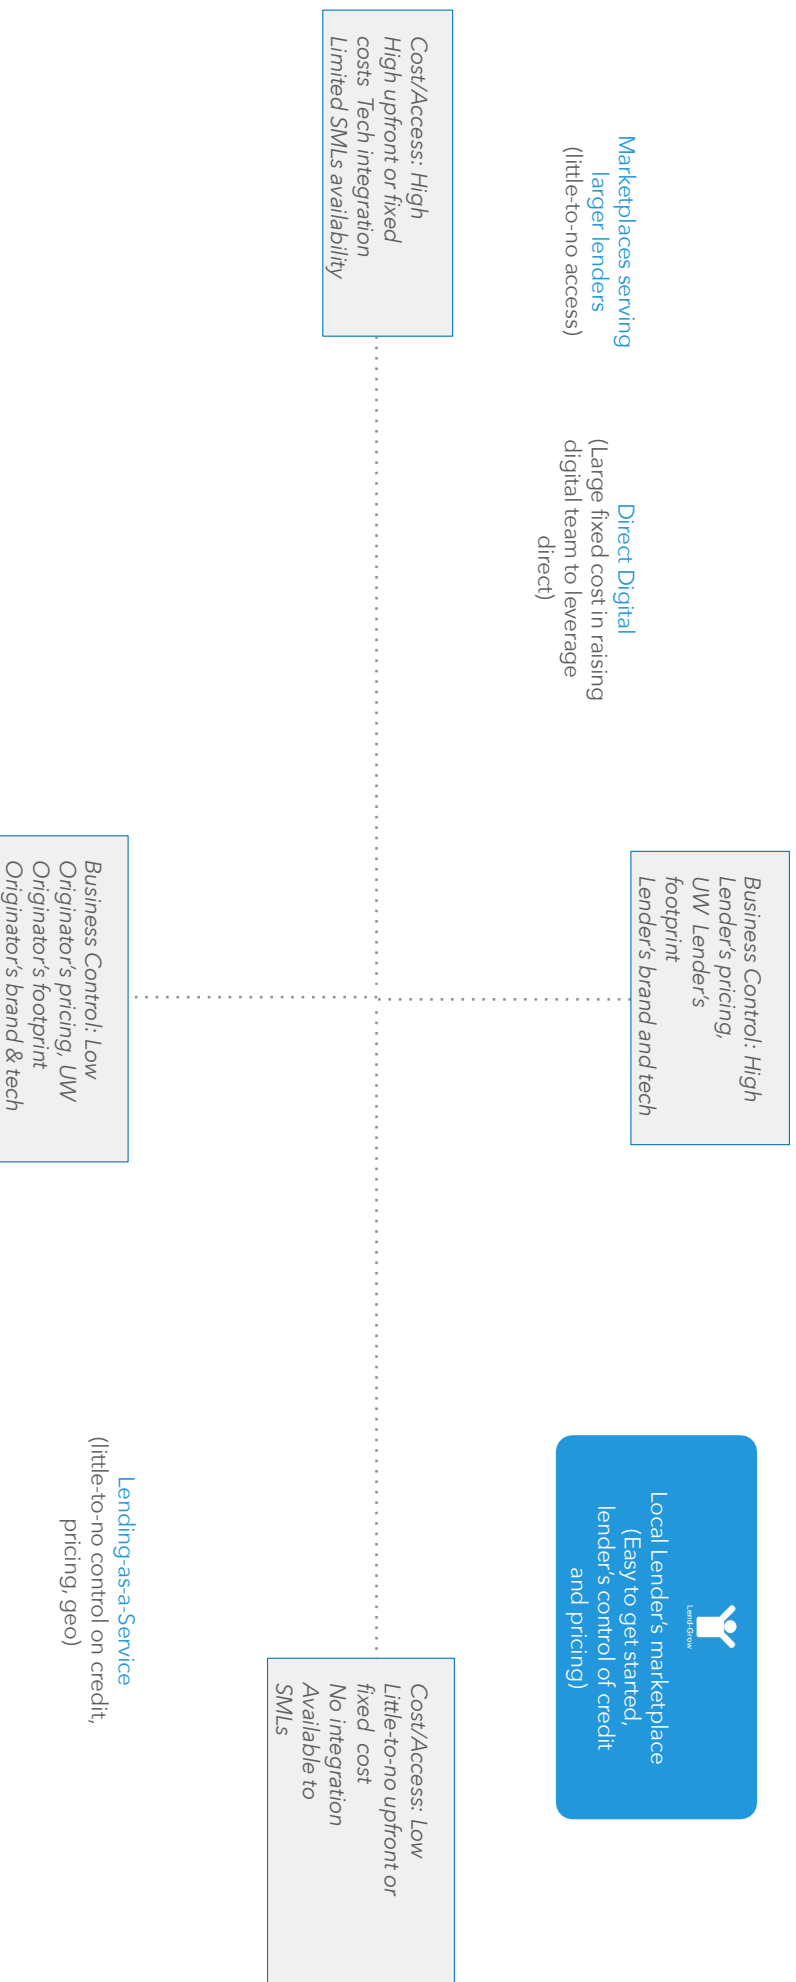 Business Control: High
Lender's pricing,
UW Lender's
footprint
Lender's brand and tech
Marketplaces serving
larger lenders
(little-to-no access)
Direct Digital
(Large fixed cost in raising
digital team to leverage
direct)
Lend-Grow
Local Lender's marketplace
(Easy to get started,
lender's control of credit
and pricing)
Cost/Access: High
High upfront or fixed
costs Tech integration
Limited SMLs availability
Cost/Access: Low
Little-to-no upfront or
fixed cost
No integration
Available to
SMLs
Lending-as-a-Service
(little-to-no control on credit,
pricing, geo)
Business Control: Low
Originator's pricing, UW
Originator's footprint
Originator's brand & tech